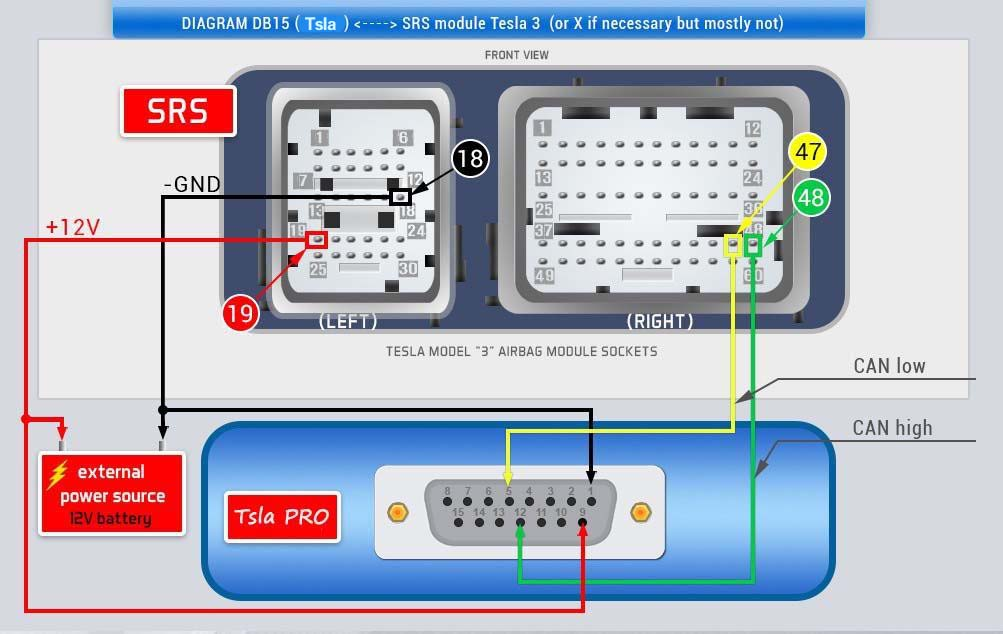 DIAGRAM DB15 ( Tsla ) <----> SRS module Tesla 3 (or X if necessary but mostly not)
FRONT VIEW
SRS
1 6
7 12
13 18
19 24
25 30
1 12
13 24
25 36
37 48
49 60
18
47
48
19
-GND
+12V
(LEFT)
(RIGHT)
TESLA MODEL "3" AIRBAG MODULE SOCKETS
CAN low
CAN high
external
power source
12V battery
Tsla PRO
8 7 6 5 4 3 2 1
15 14 13 12 11 10 9